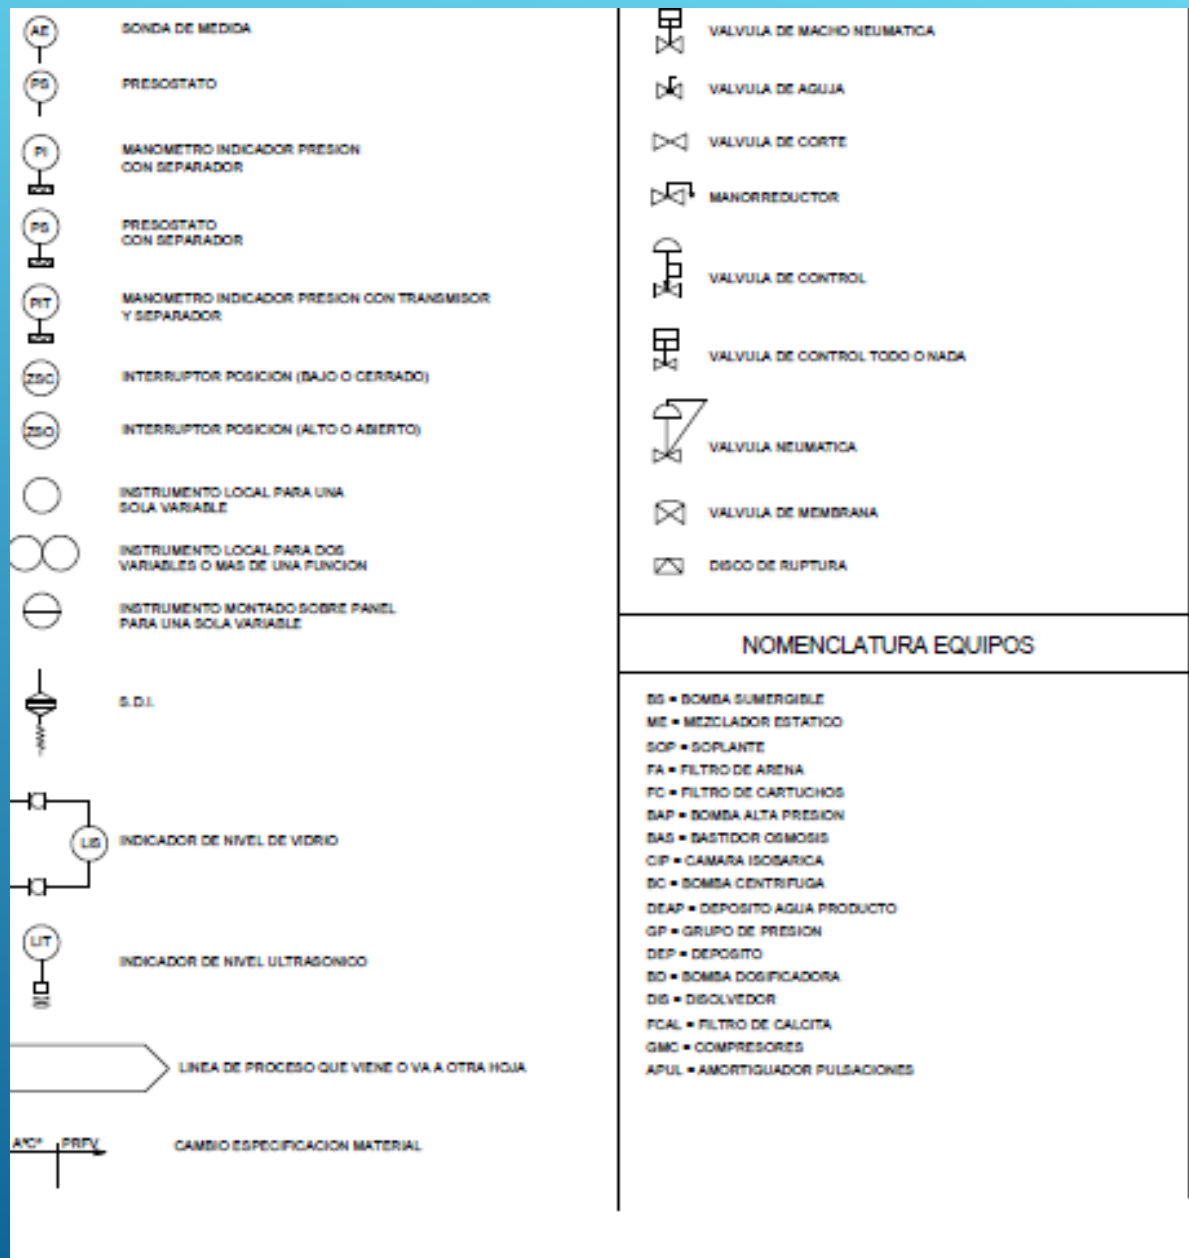 AE
SONDA DE MEDIDA
PS
PRESOSTATO
PI
MANOMETRO INDICADOR PRESION
CON SEPARADOR
PS
PRESOSTATO
CON SEPARADOR
PIT
MANOMETRO INDICADOR PRESION CON TRANSMISOR
Y SEPARADOR
ZSC
INTERRUPTOR POSICION (BAJO O CERRADO)
ZSO
INTERRUPTOR POSICION (ALTO O ABIERTO)
INSTRUMENTO LOCAL PARA UNA
SOLA VARIABLE
INSTRUMENTO LOCAL PARA DOS
VARIABLES O MAS DE UNA FUNCION
INSTRUMENTO MONTADO SOBRE PANEL
PARA UNA SOLA VARIABLE
S.D.I.
LIS
INDICADOR DE NIVEL DE VIDRIO
LIT
INDICADOR DE NIVEL ULTRASONICO
LINEA DE PROCESO QUE VIENE O VA A OTRA HOJA
AºCº PRFV
CAMBIO ESPECIFICACION MATERIAL
VALVULA DE MACHO NEUMATICA
VALVULA DE AGUJA
VALVULA DE CORTE
MANORREDUCTOR
VALVULA DE CONTROL
VALVULA DE CONTROL TODO O NADA
VALVULA NEUMATICA
VALVULA DE MEMBRANA
DISCO DE RUPTURA
NOMENCLATURA EQUIPOS
BS = BOMBA SUMERGIBLE
ME = MEZCLADOR ESTATICO
SOP = SOPLANTE
FA = FILTRO DE ARENA
FC = FILTRO DE CARTUCHOS
BAP = BOMBA ALTA PRESION
BAS = BASTIDOR OSMOSIS
CIP = CAMARA ISOBARICA
BC = BOMBA CENTRIFUGA
DEAP = DEPOSITO AGUA PRODUCTO
GP = GRUPO DE PRESION
DEP = DEPOSITO
BD = BOMBA DOSIFICADORA
DIS = DISOLVEDOR
FCAL = FILTRO DE CALCITA
GMC = COMPRESORES
APUL = AMORTIGUADOR PULSACIONES